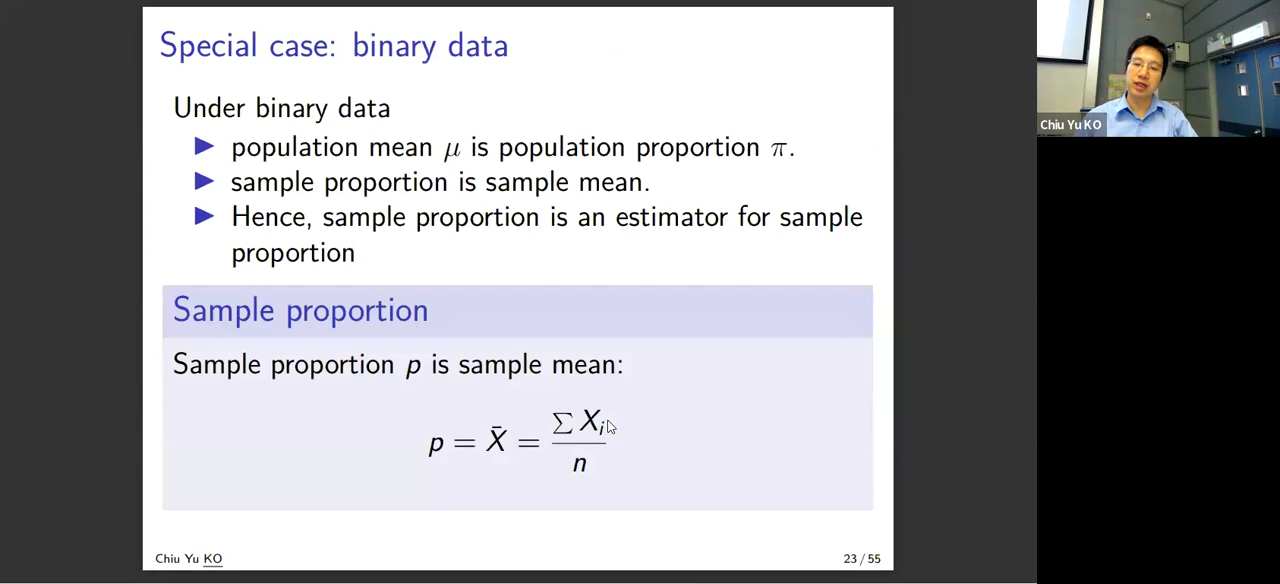 Special case: binary data
Under binary data
▶ population mean μ is population proportion π.
▶ sample proportion is sample mean.
▶ Hence, sample proportion is an estimator for sample
proportion
Sample proportion
Sample proportion p is sample mean:
p = X̄ = ∑ Xᵢ / n
Chiu Yu KO
23 / 55
Chiu Yu KO